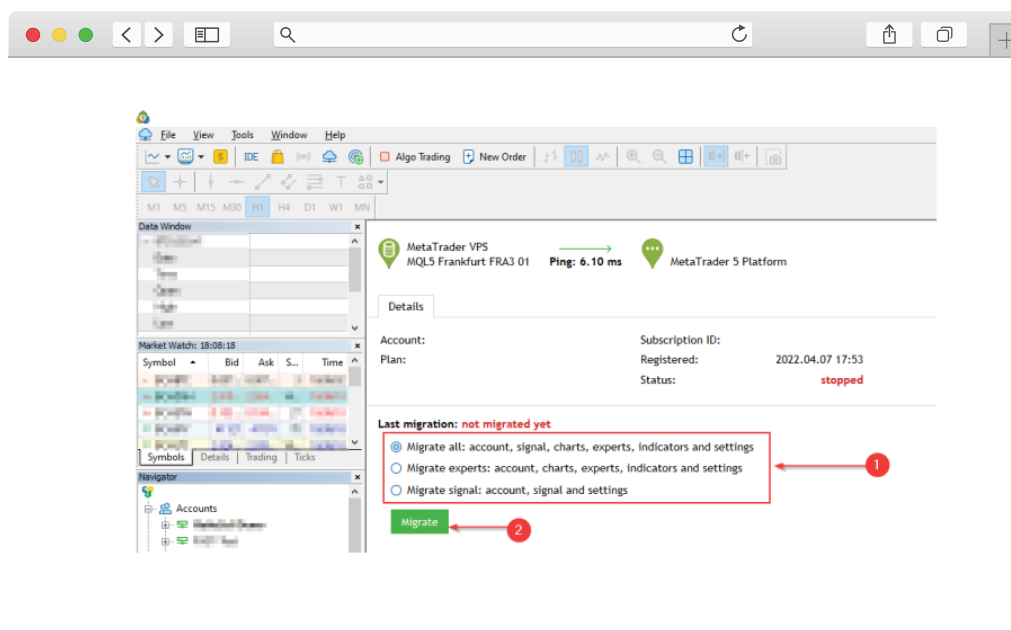 File View Tools Window Help
IDE Algo Trading New Order
M1 M5 M15 M30 H1 H4 D1 W1 MN
Data Window
MetaTrader VPS
MQL5 Frankfurt FRA3 01 Ping: 6.10 ms MetaTrader 5 Platform
Details
Market Watch: 18:08:18
Symbol Bid Ask S... Time
Symbols Details Trading Ticks
Navigator
Accounts
Account: Subscription ID:
Plan: Registered: 2022.04.07 17:53
Status: stopped
Last migration: not migrated yet
Migrate all: account, signal, charts, experts, indicators and settings
Migrate experts: account, charts, experts, indicators and settings
Migrate signal: account, signal and settings
1
Migrate
2